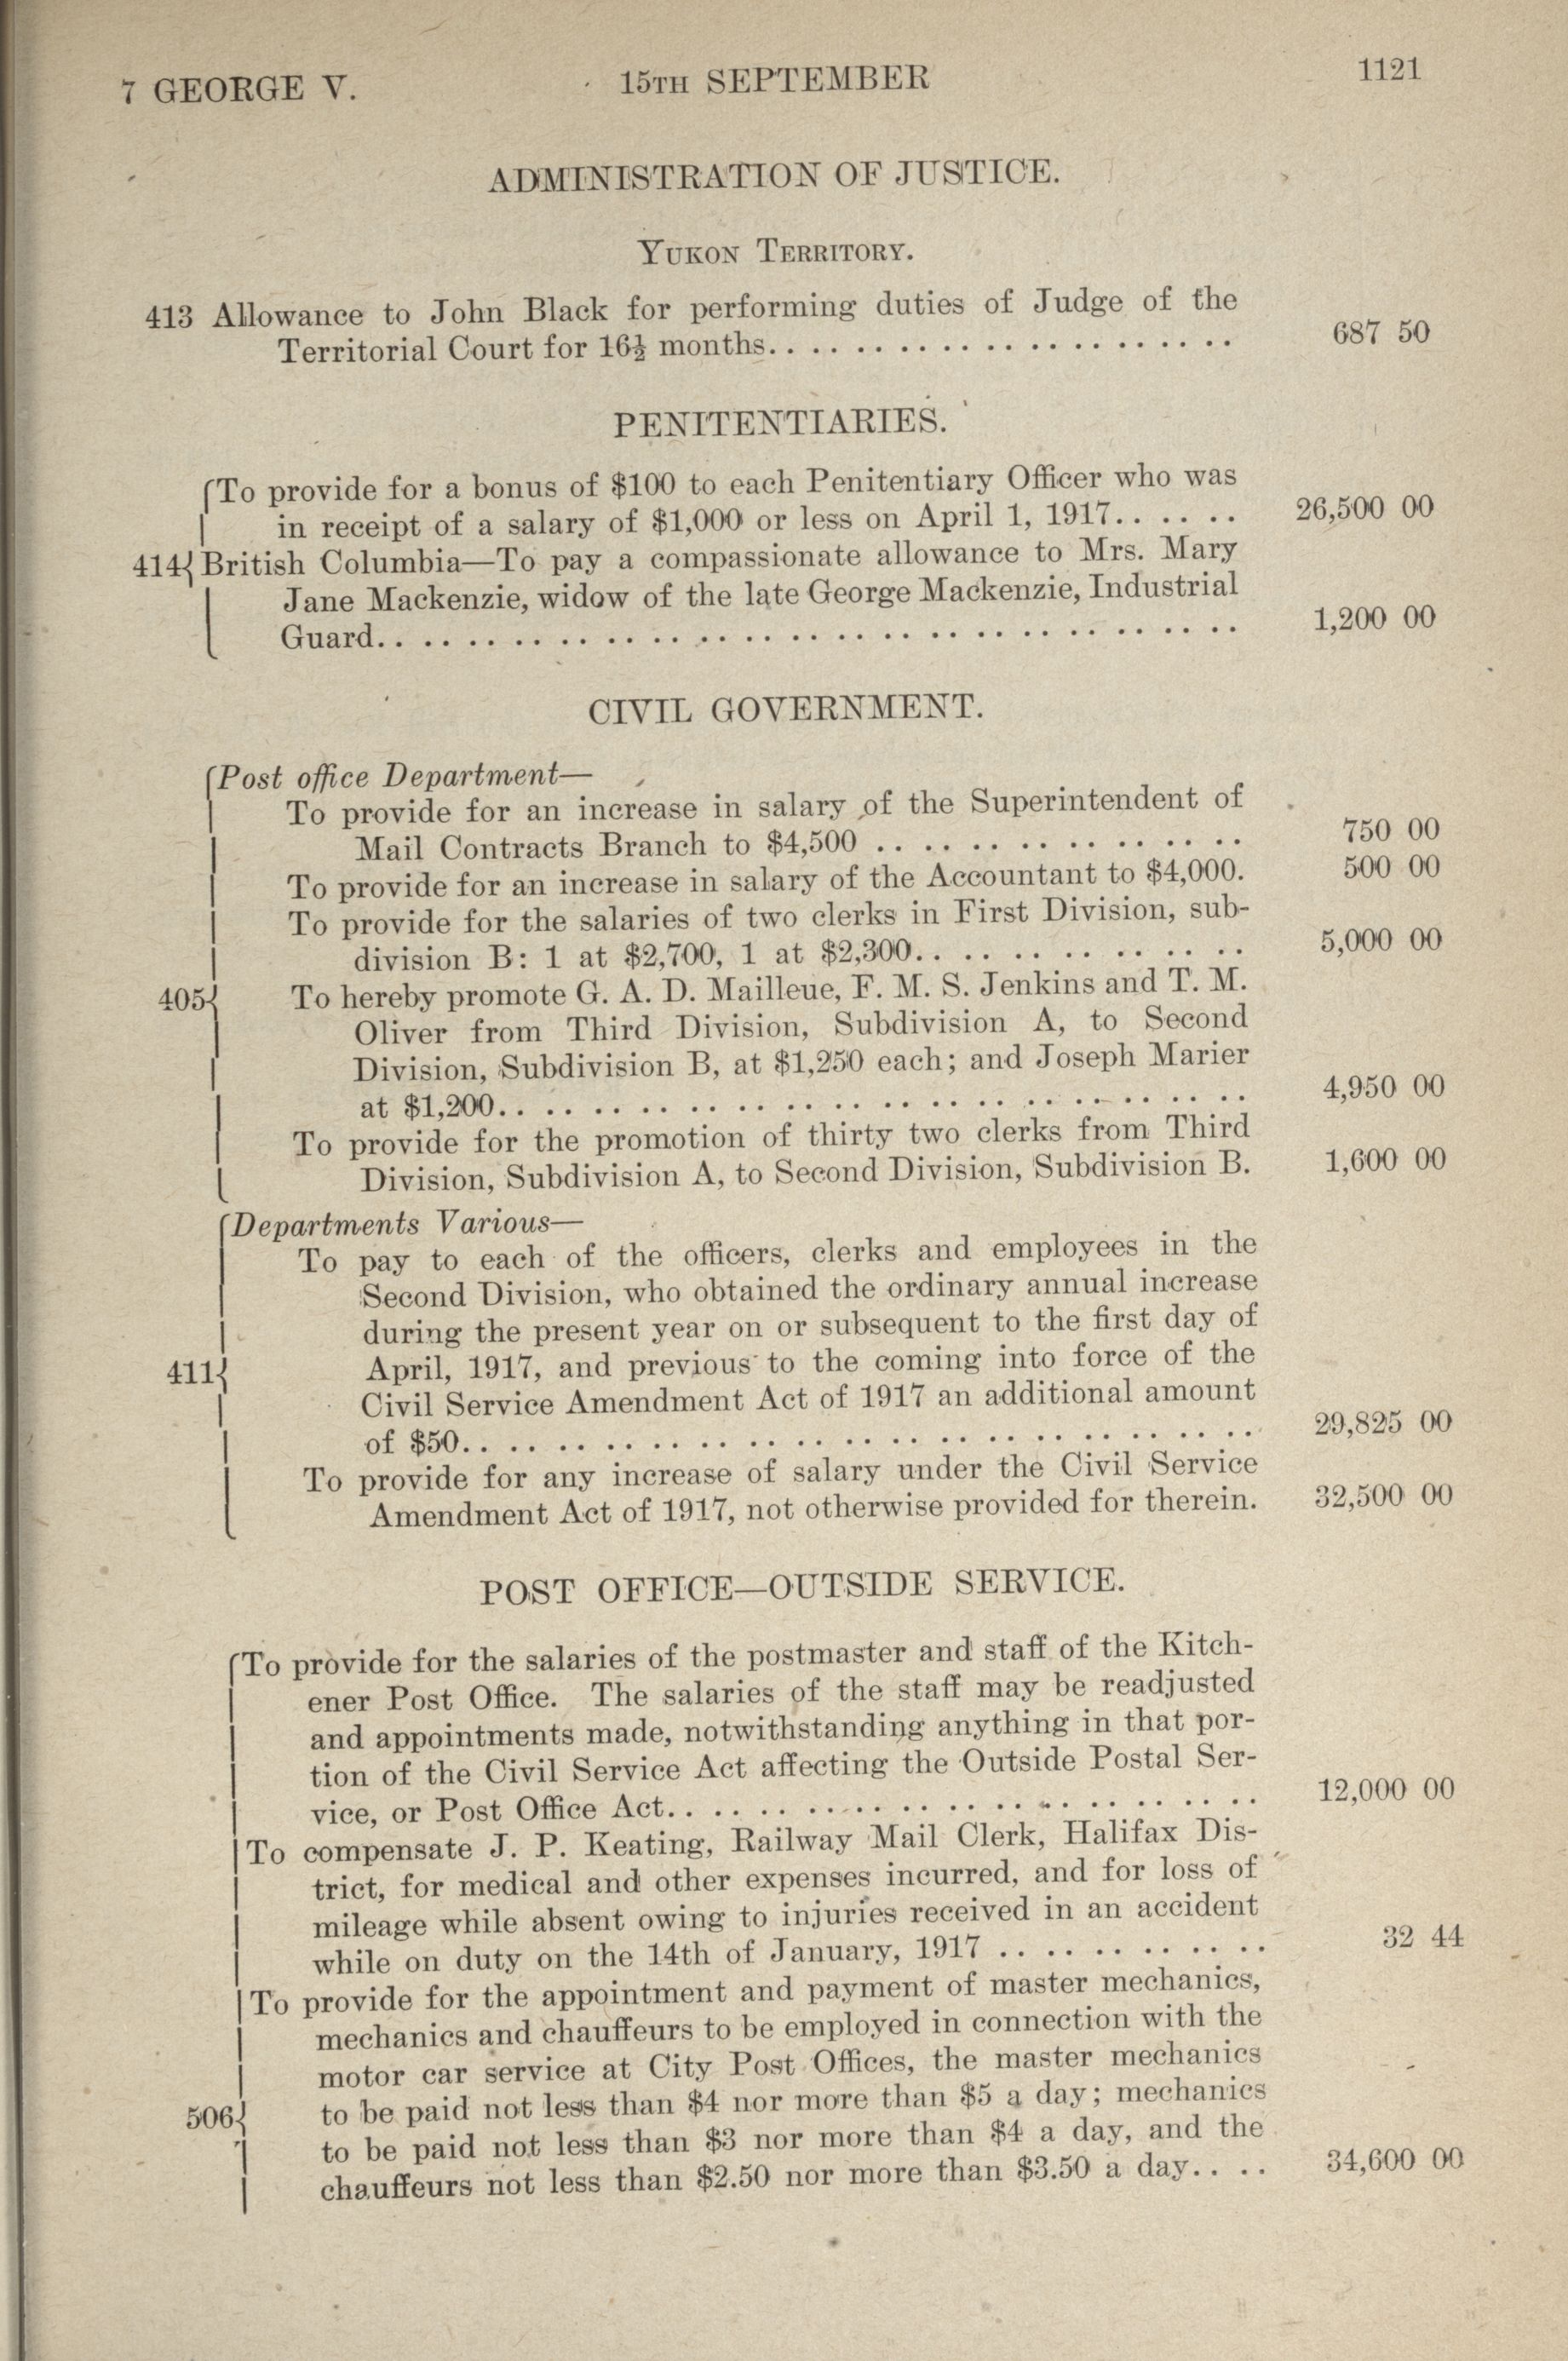 7 GEORGE V. 15TH SEPTEMBER 1121
ADMINISTRATION OF JUSTICE.
YUKON TERRITORY.
413 Allowance to John Black for performing duties of Judge of the
Territorial Court for 16½ months. . . . . . . . . . . . . . . . . . . . . 687 50
PENITENTIARIES.
To provide for a bonus of $100 to each Penitentiary Officer who was
in receipt of a salary of $1,000 or less on April 1, 1917. . . . . . . 26,500 00
414 British Columbia—To pay a compassionate allowance to Mrs. Mary
Jane Mackenzie, widow of the late George Mackenzie, Industrial
Guard. . . . . . . . . . . . . . . . . . . . . . . . . . . . . . . . . . . . . . 1,200 00
CIVIL GOVERNMENT.
Post office Department—
To provide for an increase in salary of the Superintendent of
Mail Contracts Branch to $4,500 . . . . . . . . . . . . . . . . 750 00
To provide for an increase in salary of the Accountant to $4,000. 500 00
To provide for the salaries of two clerks in First Division, sub-
division B: 1 at $2,700, 1 at $2,300. . . . . . . . . . . . . . . 5,000 00
405 To hereby promote G. A. D. Mailleue, F. M. S. Jenkins and T. M.
Oliver from Third Division, Subdivision A, to Second
Division, Subdivision B, at $1,250 each; and Joseph Marier
at $1,200. . . . . . . . . . . . . . . . . . . . . . . . . . . . . . . . 4,950 00
To provide for the promotion of thirty two clerks from Third
Division, Subdivision A, to Second Division, Subdivision B. 1,600 00
Departments Various—
To pay to each of the officers, clerks and employees in the
Second Division, who obtained the ordinary annual increase
during the present year on or subsequent to the first day of
411 April, 1917, and previous to the coming into force of the
Civil Service Amendment Act of 1917 an additional amount
of $50. . . . . . . . . . . . . . . . . . . . . . . . . . . . . . . . . . 29,825 00
To provide for any increase of salary under the Civil Service
Amendment Act of 1917, not otherwise provided for therein. 32,500 00
POST OFFICE—OUTSIDE SERVICE.
To provide for the salaries of the postmaster and staff of the Kitch-
ener Post Office. The salaries of the staff may be readjusted
and appointments made, notwithstanding anything in that por-
tion of the Civil Service Act affecting the Outside Postal Ser-
vice, or Post Office Act. . . . . . . . . . . . . . . . . . . . . . . . . 12,000 00
To compensate J. P. Keating, Railway Mail Clerk, Halifax Dis-
trict, for medical and other expenses incurred, and for loss of
mileage while absent owing to injuries received in an accident
while on duty on the 14th of January, 1917 . . . . . . . . . . . . 32 44
To provide for the appointment and payment of master mechanics,
mechanics and chauffeurs to be employed in connection with the
motor car service at City Post Offices, the master mechanics
506 to be paid not less than $4 nor more than $5 a day; mechanics
to be paid not less than $3 nor more than $4 a day, and the
chauffeurs not less than $2.50 nor more than $3.50 a day. . . . 34,600 00